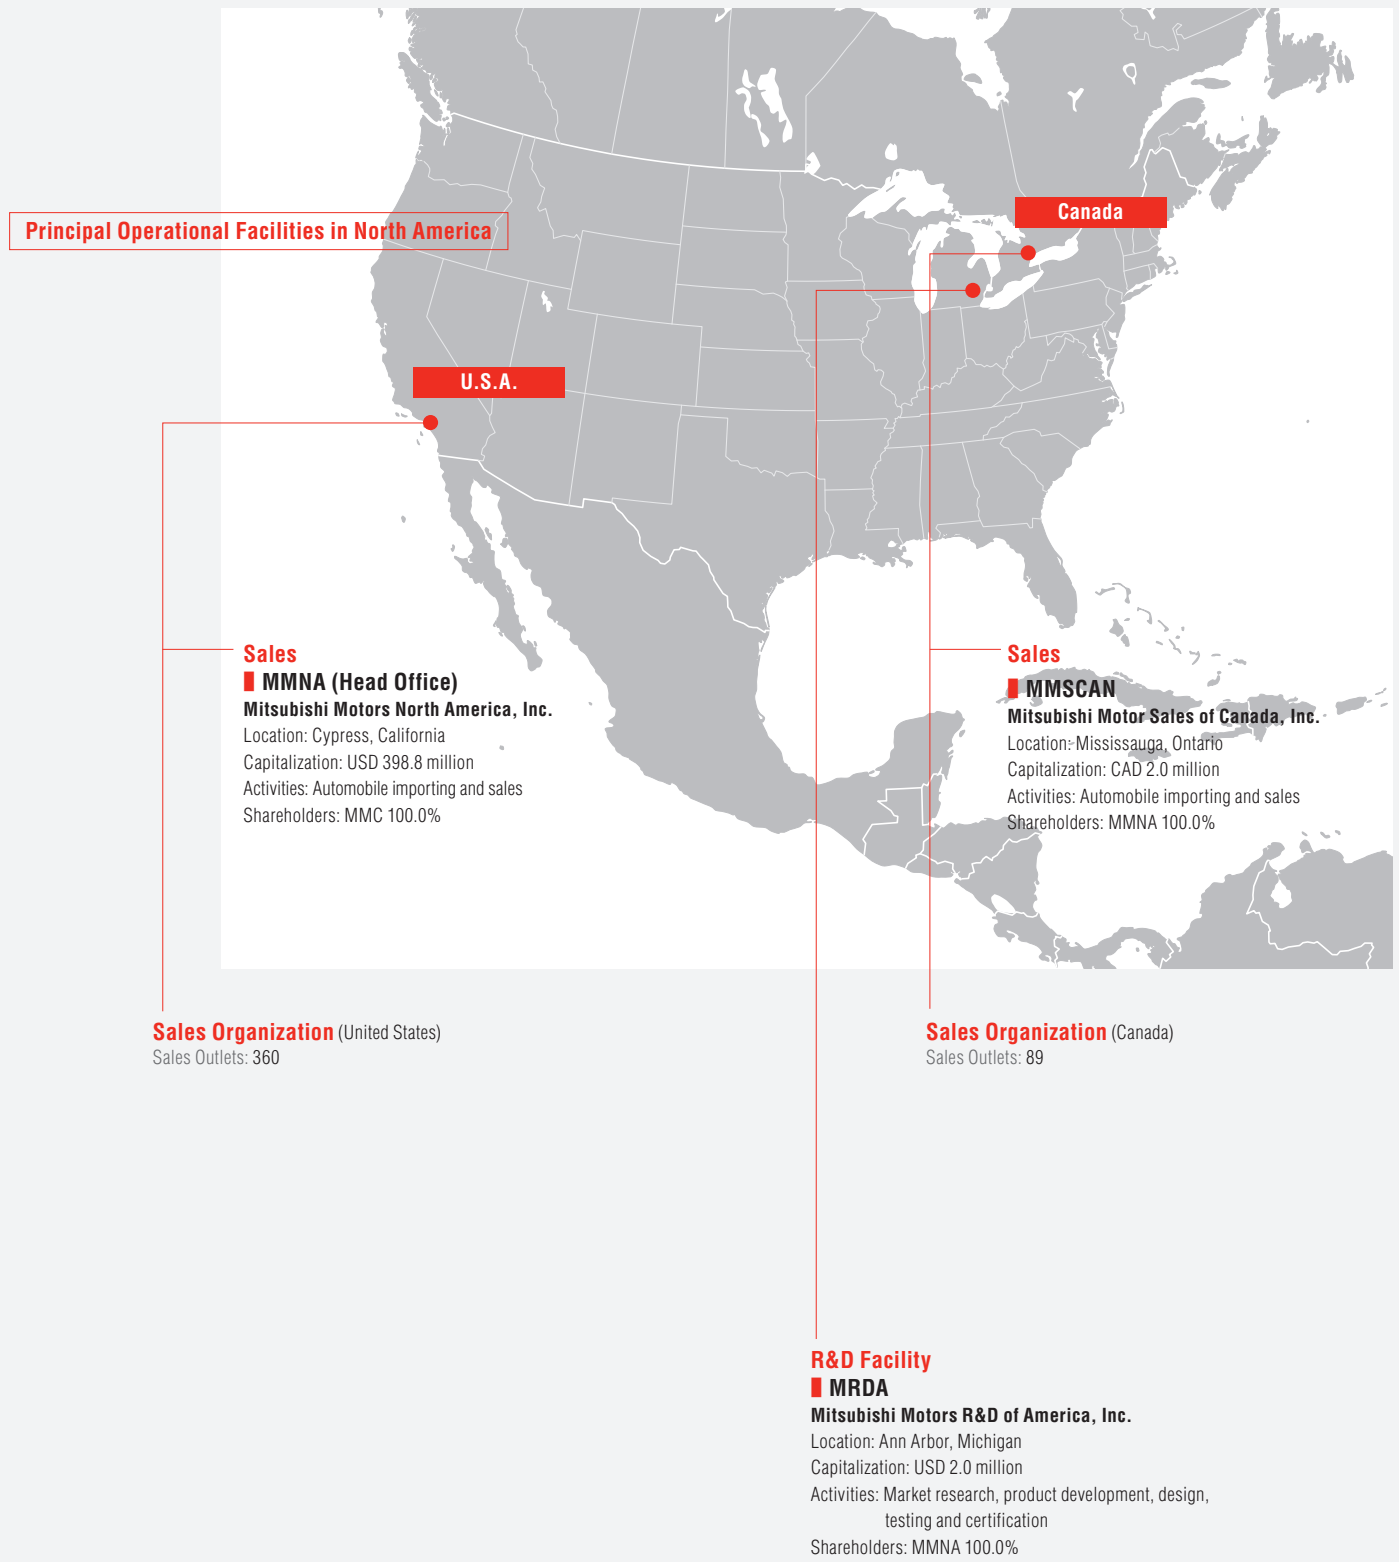 Canada
Principal Operational Facilities in North America
U.S.A.
Sales
MMNA (Head Office)
Mitsubishi Motors North America, Inc.
Location: Cypress, California
Capitalization: USD 398.8 million
Activities: Automobile importing and sales
Shareholders: MMC 100.0%
Sales
MMSCAN
Mitsubishi Motor Sales of Canada, Inc.
Location: Mississauga, Ontario
Capitalization: CAD 2.0 million
Activities: Automobile importing and sales
Shareholders: MMNA 100.0%
Sales Organization (United States)
Sales Outlets: 360
Sales Organization (Canada)
Sales Outlets: 89
R&D Facility
MRDA
Mitsubishi Motors R&D of America, Inc.
Location: Ann Arbor, Michigan
Capitalization: USD 2.0 million
Activities: Market research, product development, design,
testing and certification
Shareholders: MMNA 100.0%